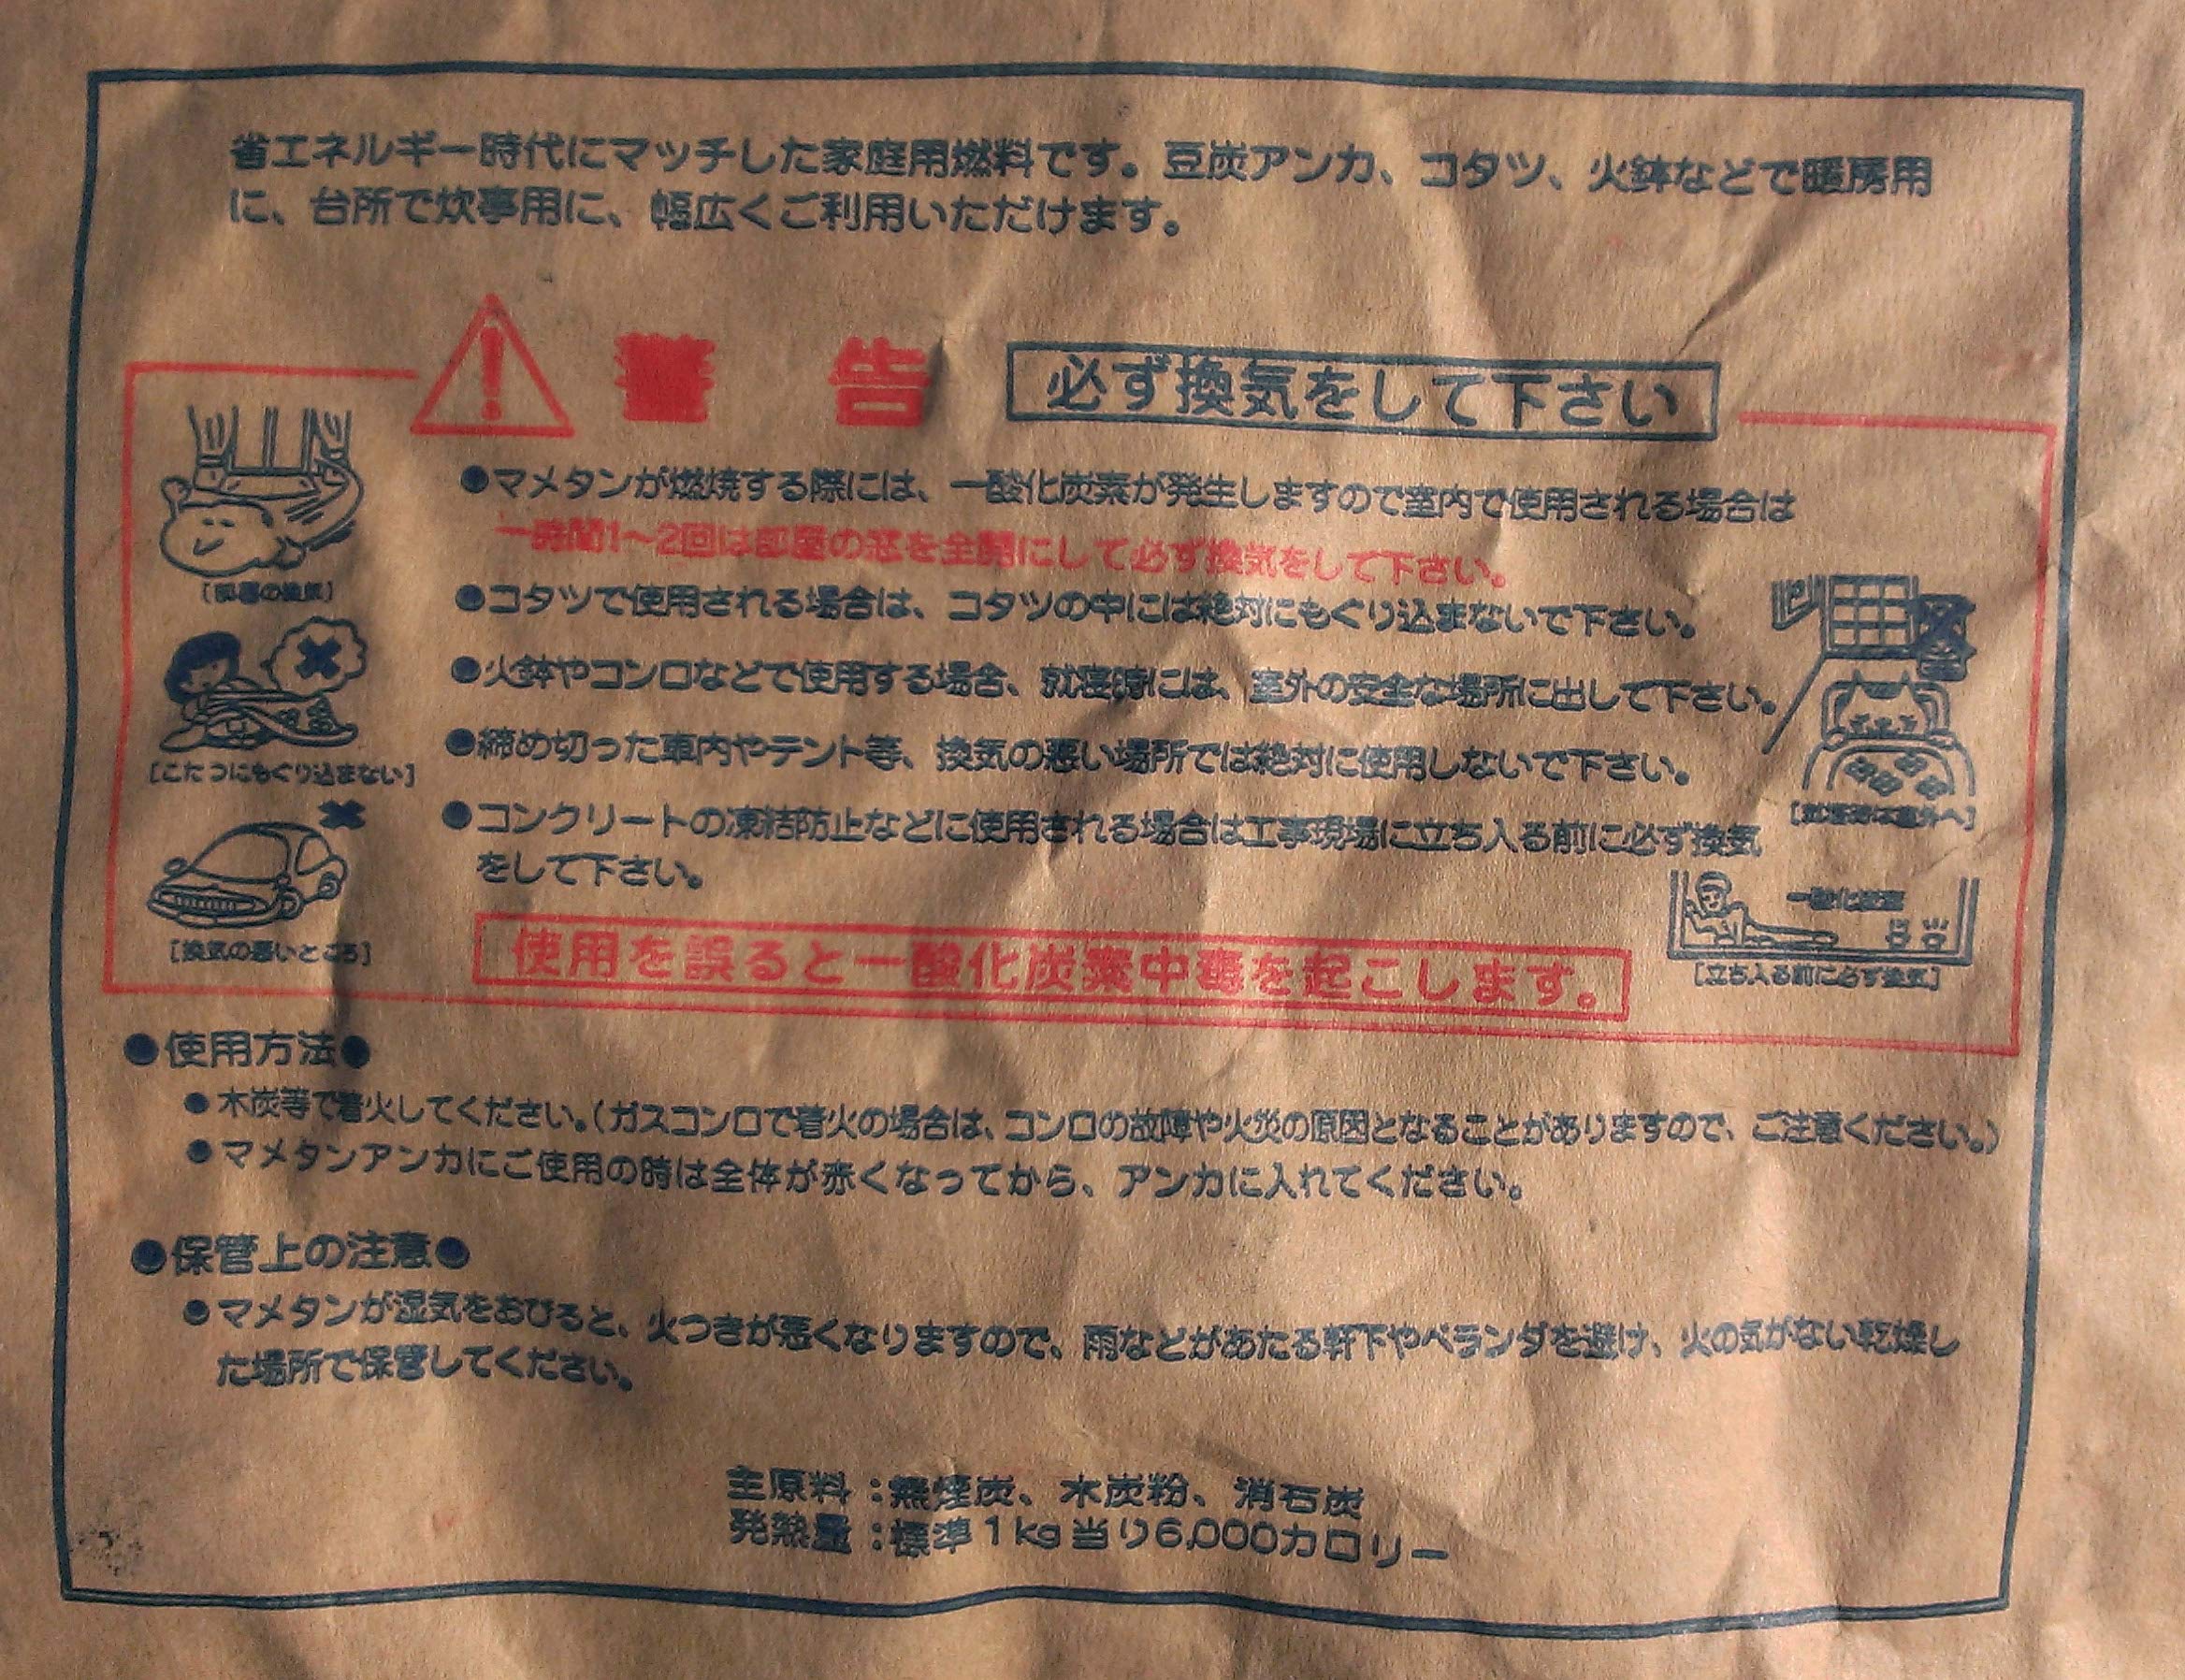 省エネルギー時代にマッチした家庭用燃料です。豆炭アンカ、コタツ、火鉢などで暖房用
に、台所で炊事用に、幅広くご利用いただけます。
警告 必ず換気をして下さい
●マメタンが燃焼する際には、一酸化炭素が発生しますので室内で使用される場合は
一時間1〜2回は部屋の窓を全開にして必ず換気をして下さい。
[部屋の換気]
●コタツで使用される場合は、コタツの中には絶対にもぐり込まないで下さい。
●火鉢やコンロなどで使用する場合、就寝時には、室外の安全な場所に出して下さい。
[こたつにもぐり込まない]
●締め切った車内やテント等、換気の悪い場所では絶対に使用しないで下さい。
[就寝時は室外へ]
●コンクリートの凍結防止などに使用される場合は工事現場に立ち入る前に必ず換気
をして下さい。
[換気の悪いところ]
一酸化炭素
[立ち入る前に必ず換気]
使用を誤ると一酸化炭素中毒を起こします。
●使用方法●
●木炭等で着火してください。(ガスコンロで着火の場合は、コンロの故障や火災の原因となることがありますので、ご注意ください。)
●マメタンアンカにご使用の時は全体が赤くなってから、アンカに入れてください。
●保管上の注意●
●マメタンが湿気をおびると、火つきが悪くなりますので、雨などがあたる軒下やベランダを避け、火の気がない乾燥し
た場所で保管してください。
主原料：無煙炭、木炭粉、消石炭
発熱量：標準1kg当り6,000カロリー